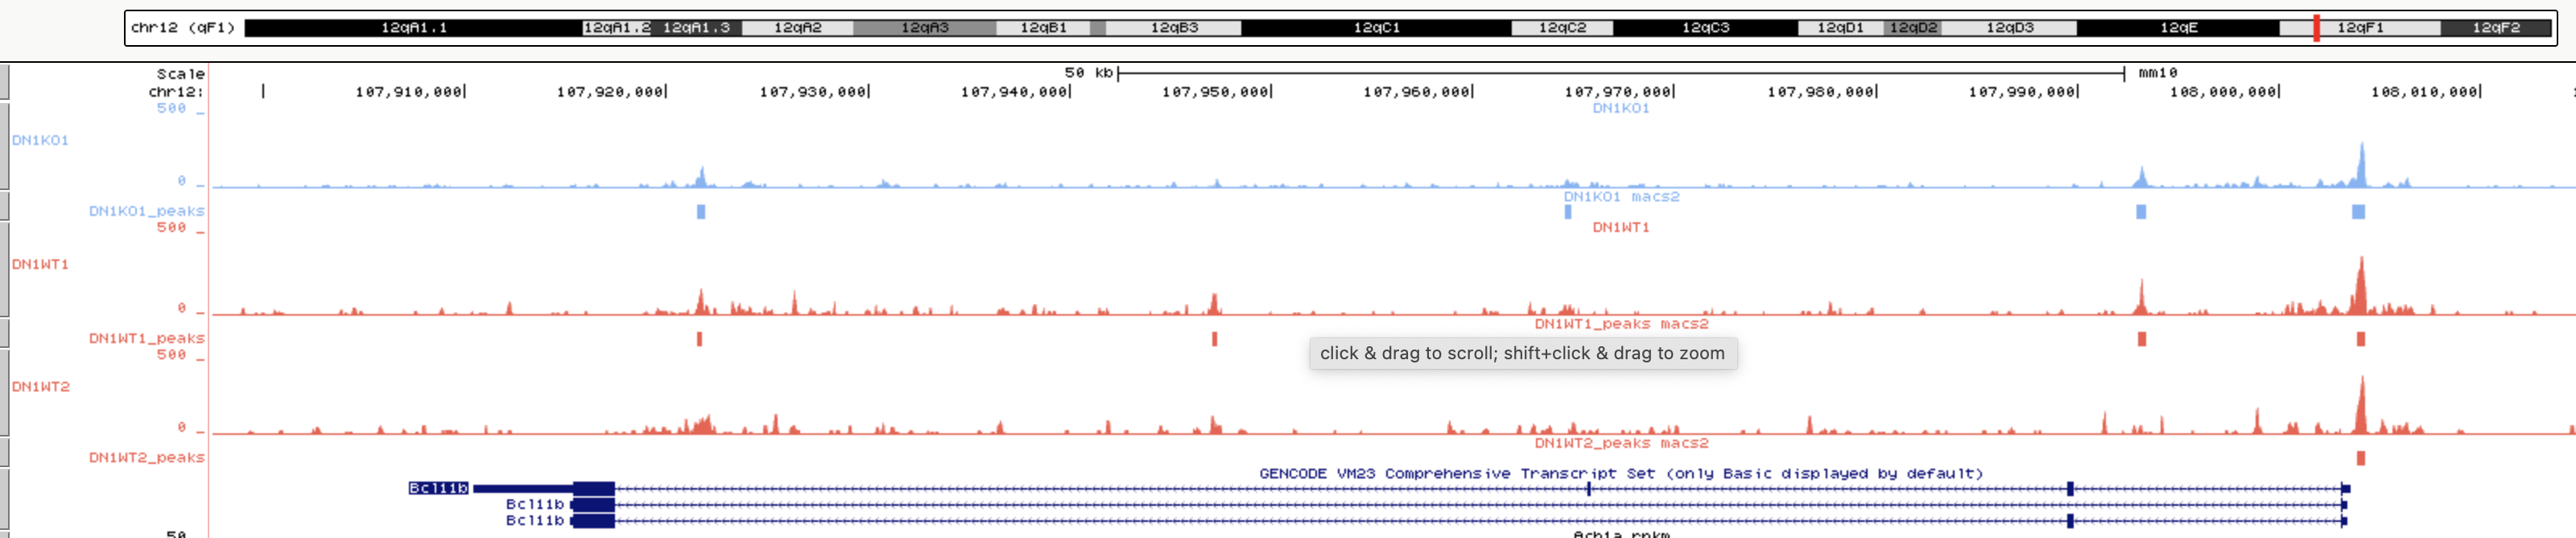 chr12 (qF1) 12qA1.1 12qA1.2 12qA1.3 12qA2 12qA3 12qB1 12qB3 12qC1 12qC2 12qC3 12qD1 12qD2 12qD3 12qE 12qF1 12qF2
Scale 50 kb mm10
chr12: 107,910,000 107,920,000 107,930,000 107,940,000 107,950,000 107,960,000 107,970,000 107,980,000 107,990,000 108,000,000 108,010,000
500 _ DN1KO1
DN1KO1
0 _
DN1KO1 macs2
DN1KO1_peaks
500 _ DN1WT1
DN1WT1
0 _
DN1WT1_peaks macs2
DN1WT1_peaks
500 _
click & drag to scroll; shift+click & drag to zoom
DN1WT2
0 _
DN1WT2_peaks macs2
DN1WT2_peaks
GENCODE VM23 Comprehensive Transcript Set (only Basic displayed by default)
Bcl11b
Bcl11b
Bcl11b
50